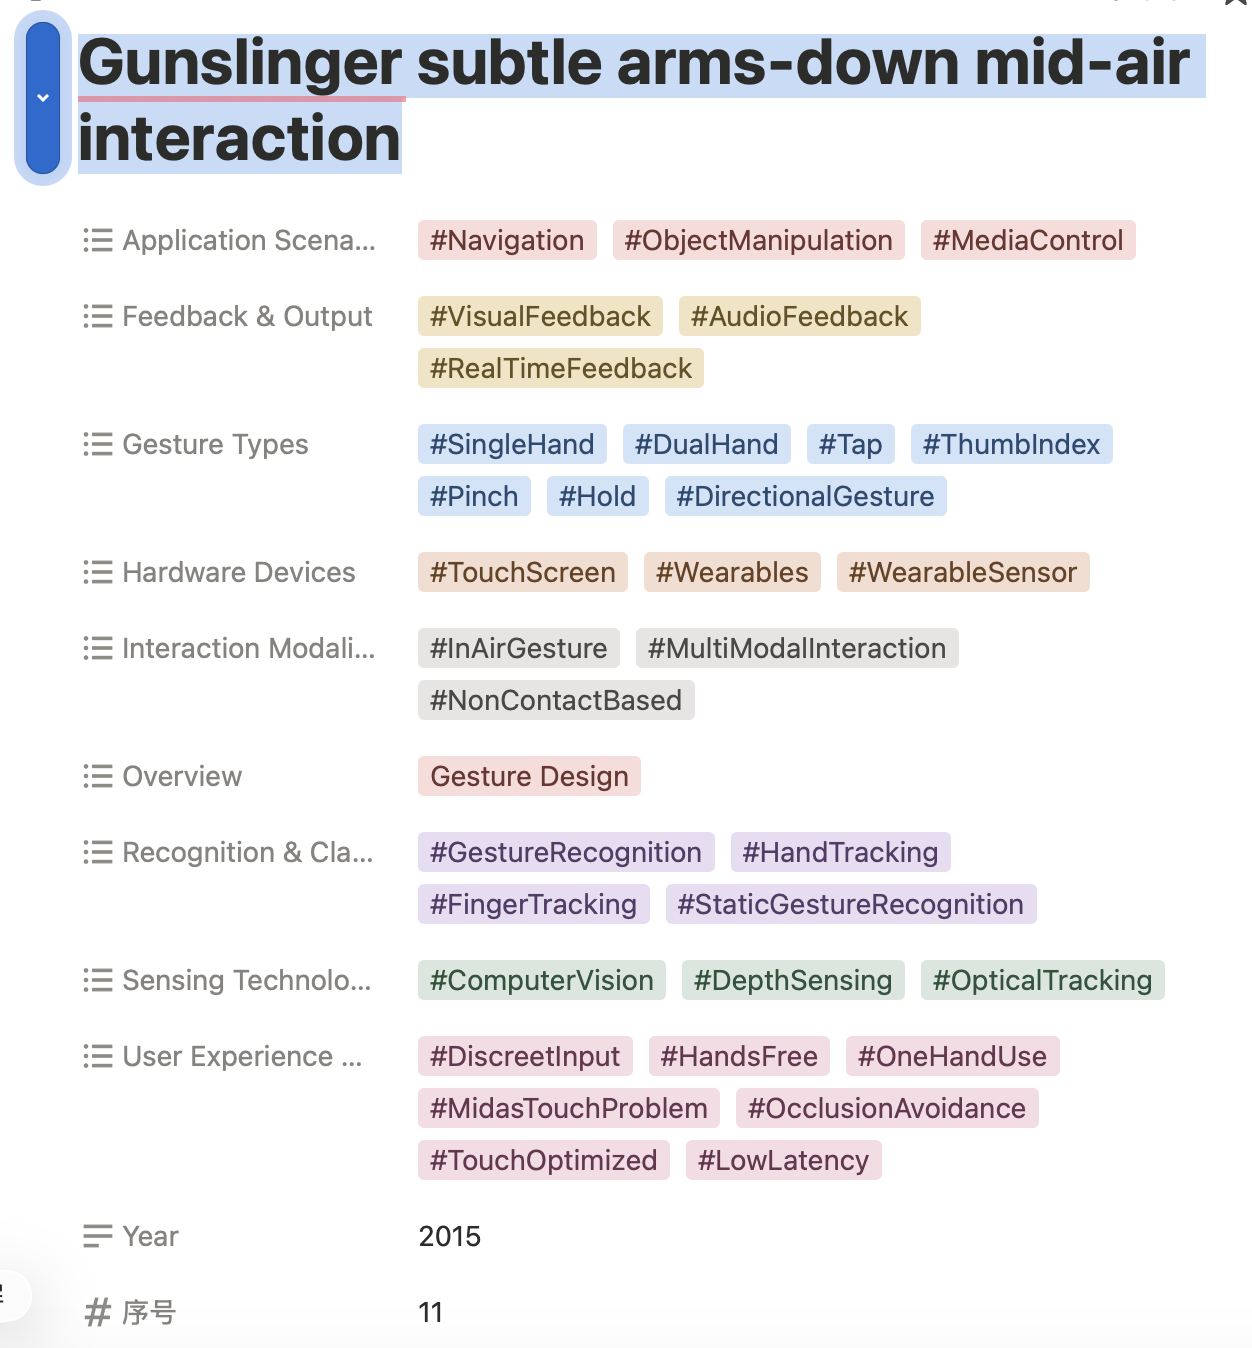 Gunslinger subtle arms-down mid-air
interaction
Application Scena... #Navigation #ObjectManipulation #MediaControl
Feedback & Output #VisualFeedback #AudioFeedback
#RealTimeFeedback
Gesture Types #SingleHand #DualHand #Tap #ThumbIndex
#Pinch #Hold #DirectionalGesture
Hardware Devices #TouchScreen #Wearables #WearableSensor
Interaction Modali... #InAirGesture #MultiModalInteraction
#NonContactBased
Overview Gesture Design
Recognition & Cla... #GestureRecognition #HandTracking
#FingerTracking #StaticGestureRecognition
Sensing Technolo... #ComputerVision #DepthSensing #OpticalTracking
User Experience ... #DiscreetInput #HandsFree #OneHandUse
#MidasTouchProblem #OcclusionAvoidance
#TouchOptimized #LowLatency
Year 2015
序号 11